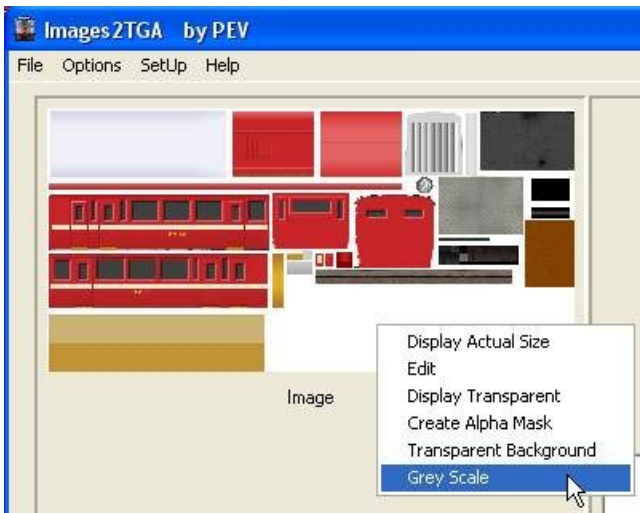 Images2TGA by PEV
File Options SetUp Help
Image
Display Actual Size
Edit
Display Transparent
Create Alpha Mask
Transparent Background
Grey Scale